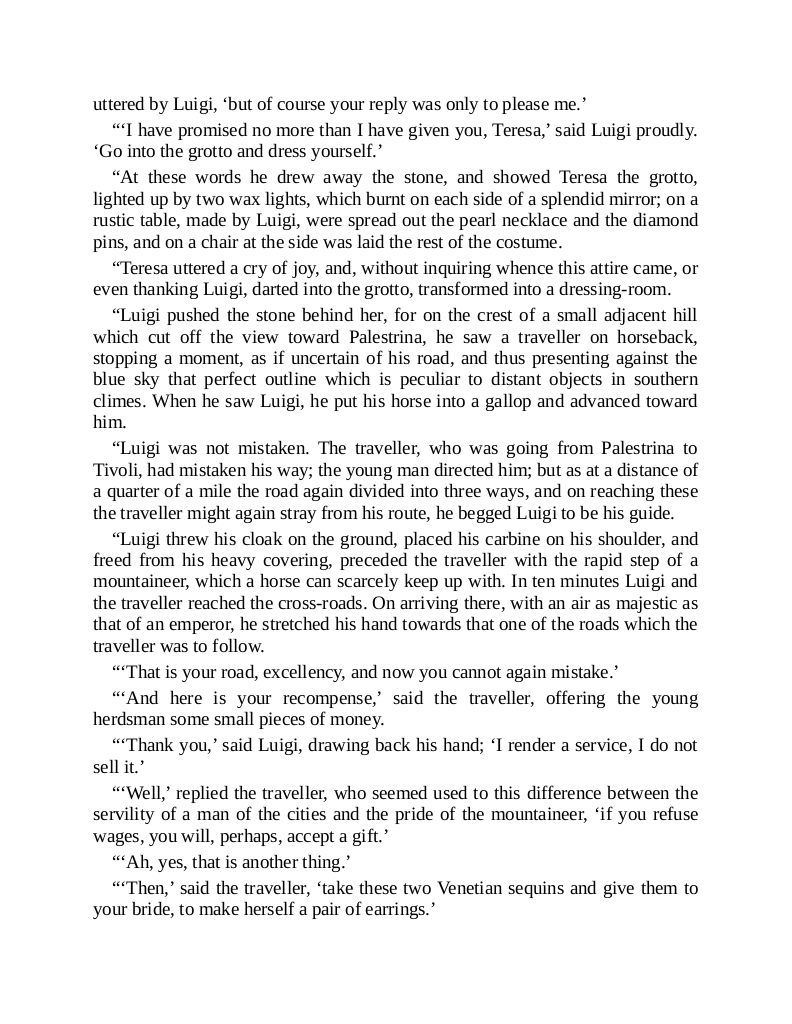 uttered by Luigi, ‘but of course your reply was only to please me.’
“‘I have promised no more than I have given you, Teresa,’ said Luigi proudly.
‘Go into the grotto and dress yourself.’
“At these words he drew away the stone, and showed Teresa the grotto,
lighted up by two wax lights, which burnt on each side of a splendid mirror; on a
rustic table, made by Luigi, were spread out the pearl necklace and the diamond
pins, and on a chair at the side was laid the rest of the costume.
“Teresa uttered a cry of joy, and, without inquiring whence this attire came, or
even thanking Luigi, darted into the grotto, transformed into a dressing-room.
“Luigi pushed the stone behind her, for on the crest of a small adjacent hill
which cut off the view toward Palestrina, he saw a traveller on horseback,
stopping a moment, as if uncertain of his road, and thus presenting against the
blue sky that perfect outline which is peculiar to distant objects in southern
climes. When he saw Luigi, he put his horse into a gallop and advanced toward
him.
“Luigi was not mistaken. The traveller, who was going from Palestrina to
Tivoli, had mistaken his way; the young man directed him; but as at a distance of
a quarter of a mile the road again divided into three ways, and on reaching these
the traveller might again stray from his route, he begged Luigi to be his guide.
“Luigi threw his cloak on the ground, placed his carbine on his shoulder, and
freed from his heavy covering, preceded the traveller with the rapid step of a
mountaineer, which a horse can scarcely keep up with. In ten minutes Luigi and
the traveller reached the cross-roads. On arriving there, with an air as majestic as
that of an emperor, he stretched his hand towards that one of the roads which the
traveller was to follow.
“‘That is your road, excellency, and now you cannot again mistake.’
“‘And here is your recompense,’ said the traveller, offering the young
herdsman some small pieces of money.
“‘Thank you,’ said Luigi, drawing back his hand; ‘I render a service, I do not
sell it.’
“‘Well,’ replied the traveller, who seemed used to this difference between the
servility of a man of the cities and the pride of the mountaineer, ‘if you refuse
wages, you will, perhaps, accept a gift.’
“‘Ah, yes, that is another thing.’
“‘Then,’ said the traveller, ‘take these two Venetian sequins and give them to
your bride, to make herself a pair of earrings.’